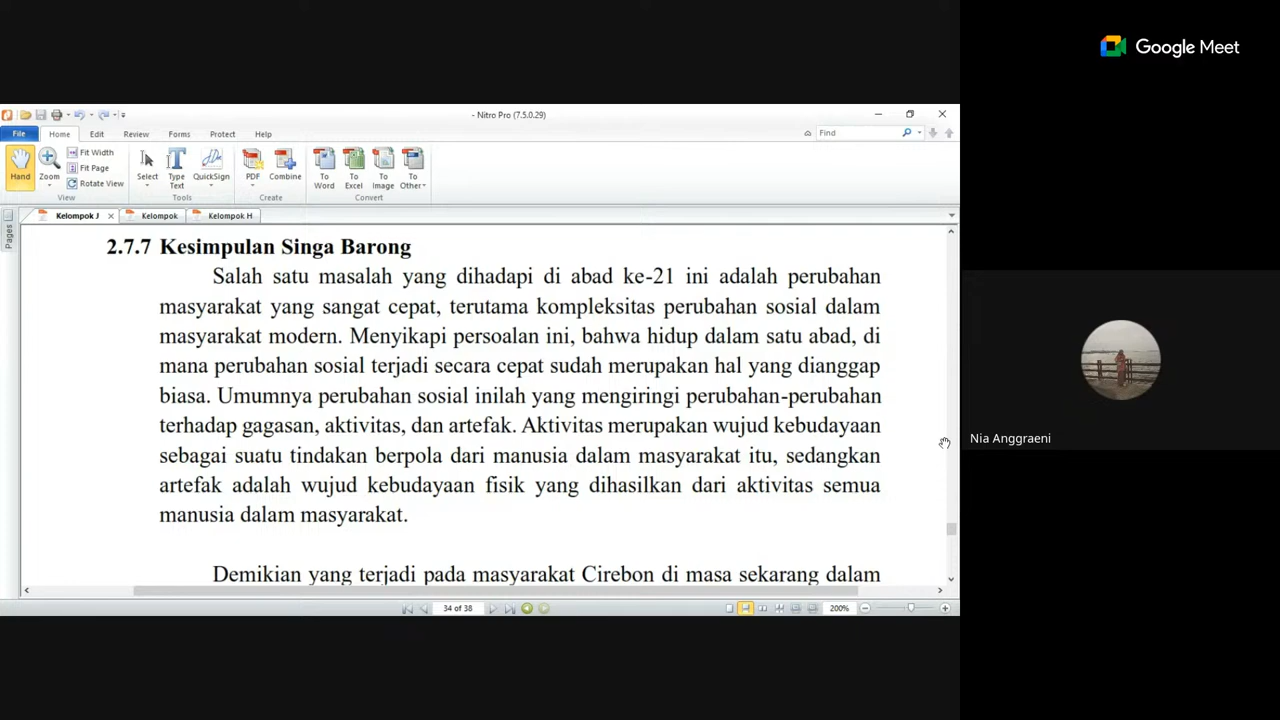 Google Meet
- Nitro Pro (7.5.0.29)
File Home Edit Review Forms Protect Help
Find
Hand
Zoom
Fit Width
Fit Page
Rotate View
View
Select
Type Text
QuickSign
Tools
PDF
Combine
Create
To Word
To Excel
To Image
To Other
Convert
Kelompok J
Kelompok
Kelompok H
Pages
2.7.7 Kesimpulan Singa Barong
Salah satu masalah yang dihadapi di abad ke-21 ini adalah perubahan
masyarakat yang sangat cepat, terutama kompleksitas perubahan sosial dalam
masyarakat modern. Menyikapi persoalan ini, bahwa hidup dalam satu abad, di
mana perubahan sosial terjadi secara cepat sudah merupakan hal yang dianggap
biasa. Umumnya perubahan sosial inilah yang mengiringi perubahan-perubahan
terhadap gagasan, aktivitas, dan artefak. Aktivitas merupakan wujud kebudayaan
sebagai suatu tindakan berpola dari manusia dalam masyarakat itu, sedangkan
artefak adalah wujud kebudayaan fisik yang dihasilkan dari aktivitas semua
manusia dalam masyarakat.
Demikian yang terjadi pada masyarakat Cirebon di masa sekarang dalam
34 of 38
200%
Nia Anggraeni